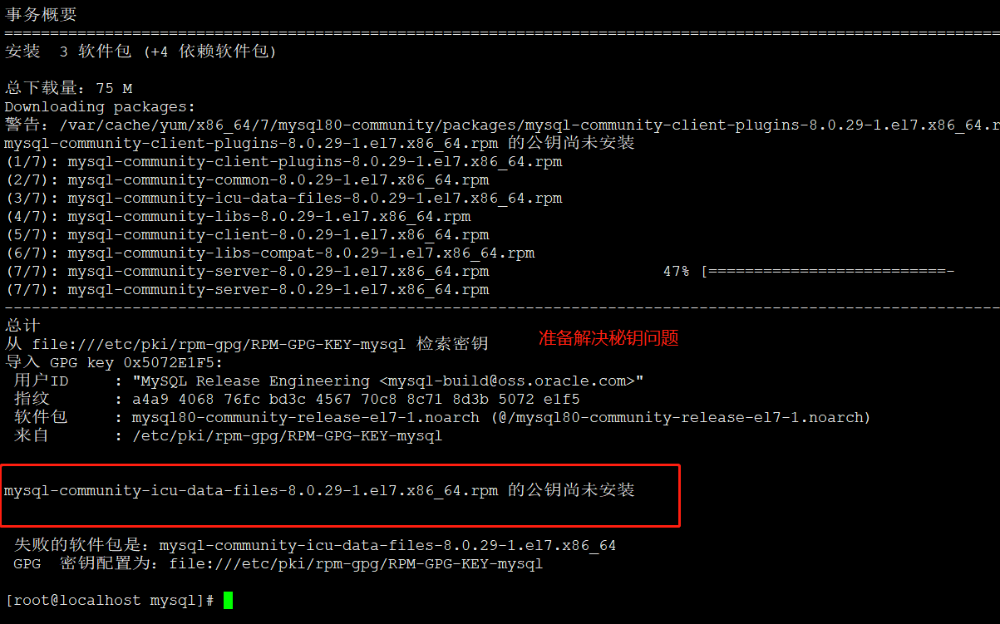 事务概要
================================================================================
安装  3 软件包 (+4 依赖软件包)
总下载量：75 M
Downloading packages:
警告：/var/cache/yum/x86_64/7/mysql80-community/packages/mysql-community-client-plugins-8.0.29-1.el7.x86_64.r
mysql-community-client-plugins-8.0.29-1.el7.x86_64.rpm 的公钥尚未安装
(1/7): mysql-community-client-plugins-8.0.29-1.el7.x86_64.rpm
(2/7): mysql-community-common-8.0.29-1.el7.x86_64.rpm
(3/7): mysql-community-icu-data-files-8.0.29-1.el7.x86_64.rpm
(4/7): mysql-community-libs-8.0.29-1.el7.x86_64.rpm
(5/7): mysql-community-client-8.0.29-1.el7.x86_64.rpm
(6/7): mysql-community-libs-compat-8.0.29-1.el7.x86_64.rpm
(7/7): mysql-community-server-8.0.29-1.el7.x86_64.rpm 47% [==========================-
(7/7): mysql-community-server-8.0.29-1.el7.x86_64.rpm
--------------------------------------------------------------------------------
总计
从 file:///etc/pki/rpm-gpg/RPM-GPG-KEY-mysql 检索密钥
准备解决秘钥问题
导入 GPG key 0x5072E1F5:
用户ID     : "MySQL Release Engineering <mysql-build@oss.oracle.com>"
指纹       : a4a9 4068 76fc bd3c 4567 70c8 8c71 8d3b 5072 e1f5
软件包     : mysql80-community-release-el7-1.noarch (@/mysql80-community-release-el7-1.noarch)
来自       : /etc/pki/rpm-gpg/RPM-GPG-KEY-mysql
mysql-community-icu-data-files-8.0.29-1.el7.x86_64.rpm 的公钥尚未安装
失败的软件包是：mysql-community-icu-data-files-8.0.29-1.el7.x86_64
GPG  密钥配置为：file:///etc/pki/rpm-gpg/RPM-GPG-KEY-mysql
[root@localhost mysql]#